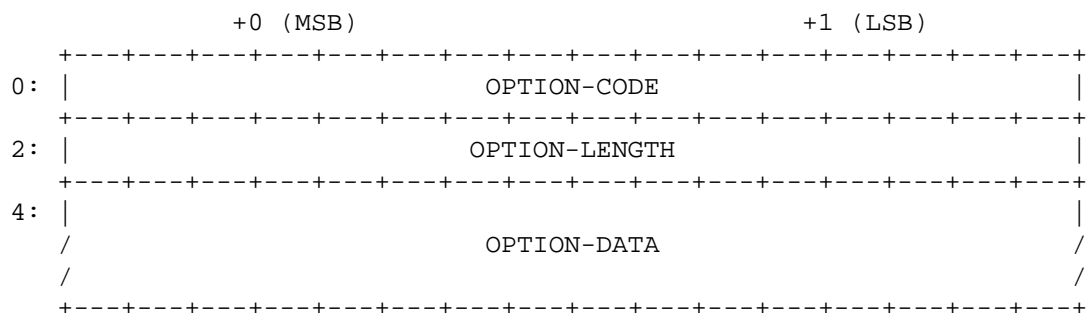 +0 (MSB)                            +1 (LSB)
+---+---+---+---+---+---+---+---+---+---+---+---+---+---+---+---+
0: |                          OPTION-CODE                          |
+---+---+---+---+---+---+---+---+---+---+---+---+---+---+---+---+
2: |                         OPTION-LENGTH                         |
+---+---+---+---+---+---+---+---+---+---+---+---+---+---+---+---+
4: |                                                               |
/                          OPTION-DATA                          /
/                                                               /
+---+---+---+---+---+---+---+---+---+---+---+---+---+---+---+---+